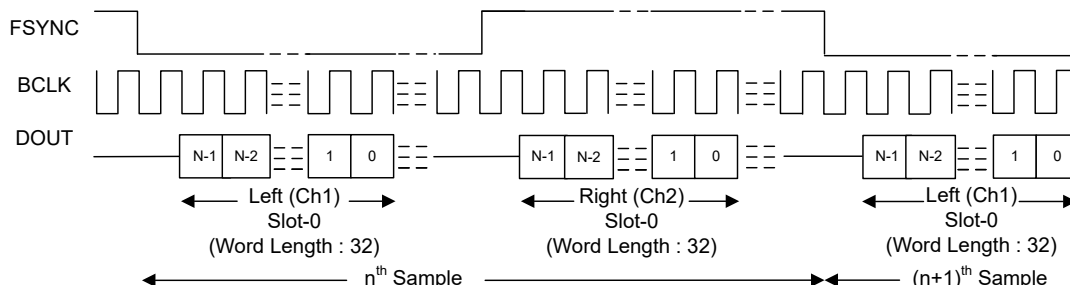 FSYNC
BCLK
DOUT
N-1 N-2 1 0 N-1 N-2 1 0 N-1 N-2 1 0
Left (Ch1) Right (Ch2) Left (Ch1)
Slot-0 Slot-0 Slot-0
(Word Length : 32) (Word Length : 32) (Word Length : 32)
nth Sample (n+1)th Sample